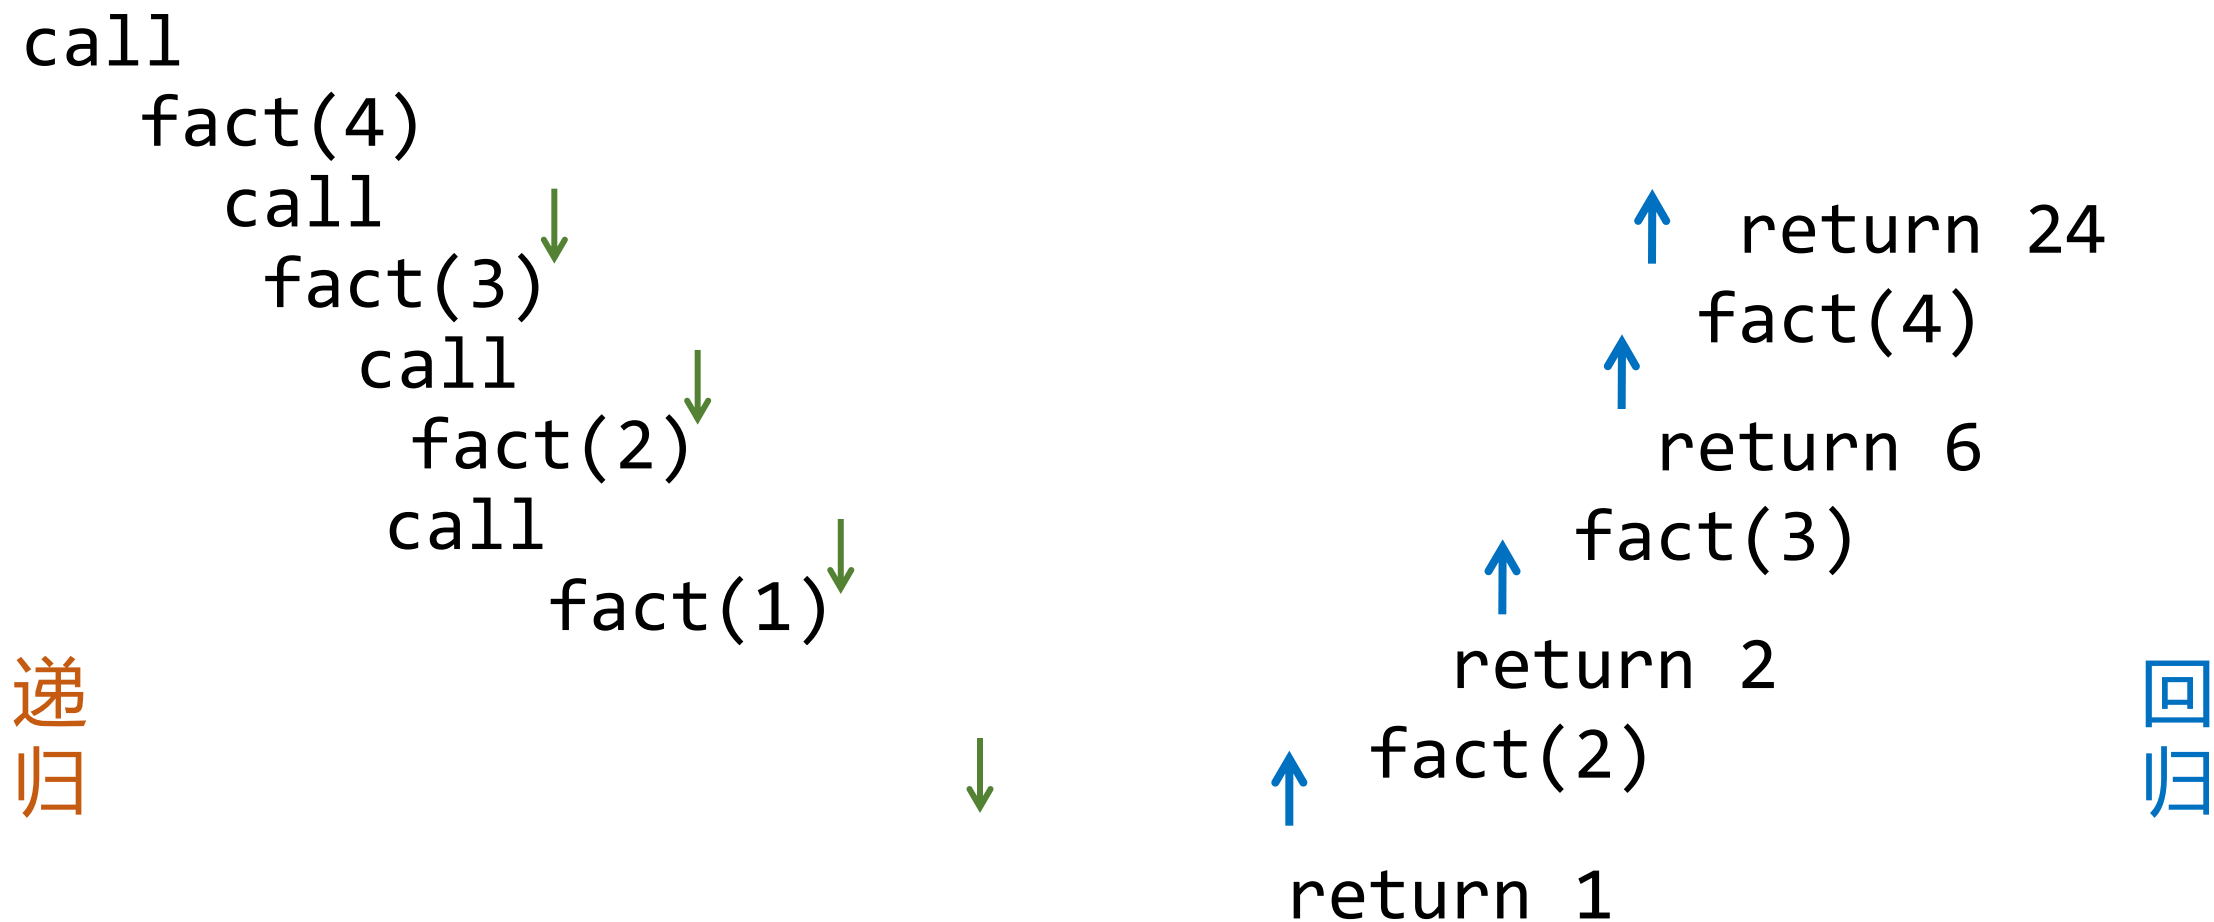 call
fact(4)
call
fact(3)
call
fact(2)
call
fact(1)
递
归
return 24
fact(4)
return 6
fact(3)
return 2
fact(2)
return 1
回
归